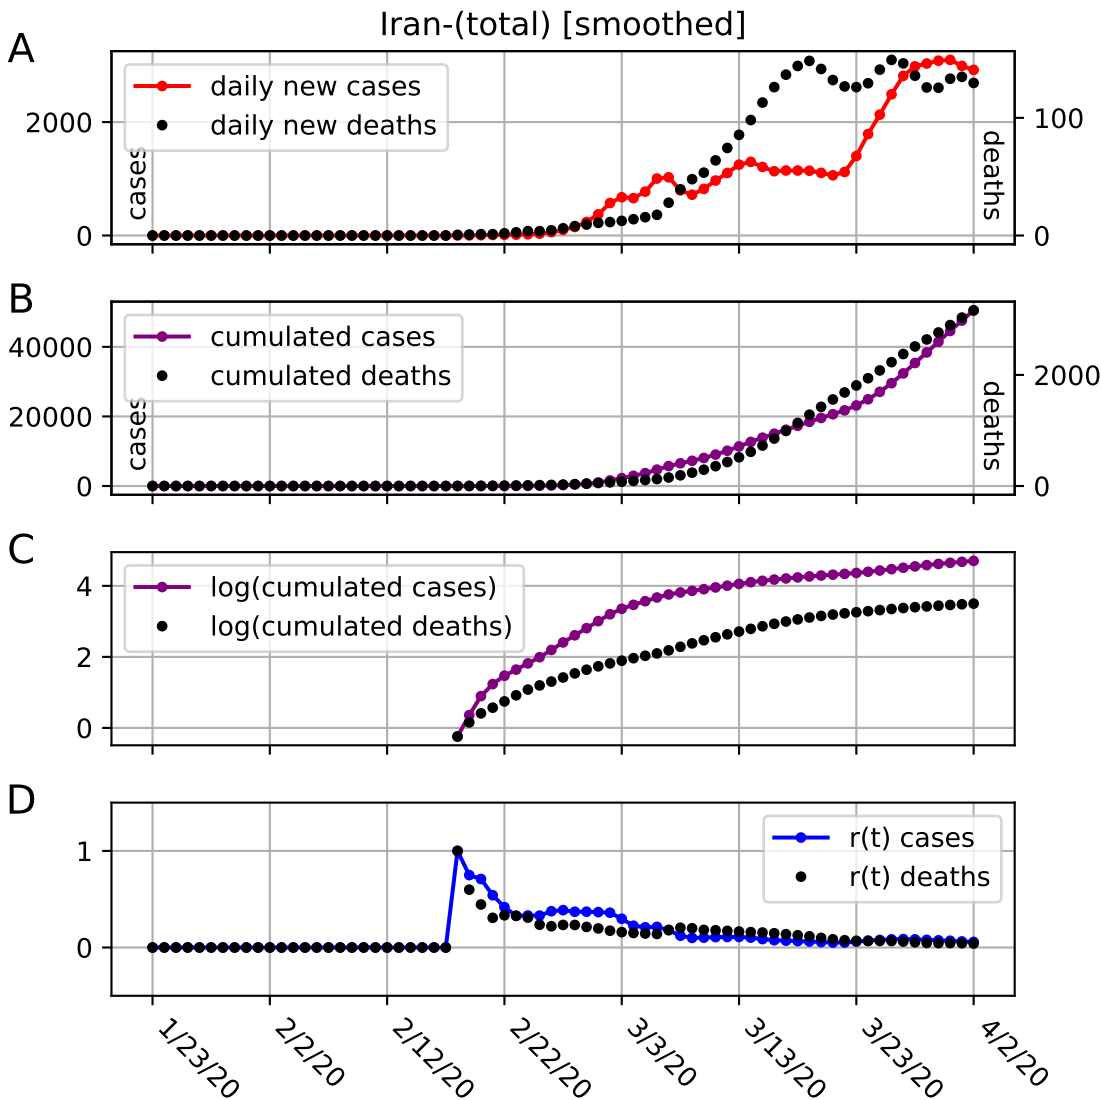 Iran-(total) [smoothed]
A
daily new cases
daily new deaths
2000
0
cases
100
0
deaths
B
cumulated cases
cumulated deaths
40000
20000
0
cases
2000
0
deaths
C
log(cumulated cases)
log(cumulated deaths)
4
2
0
D
r(t) cases
r(t) deaths
1
0
1/23/20
2/2/20
2/12/20
2/22/20
3/3/20
3/13/20
3/23/20
4/2/20